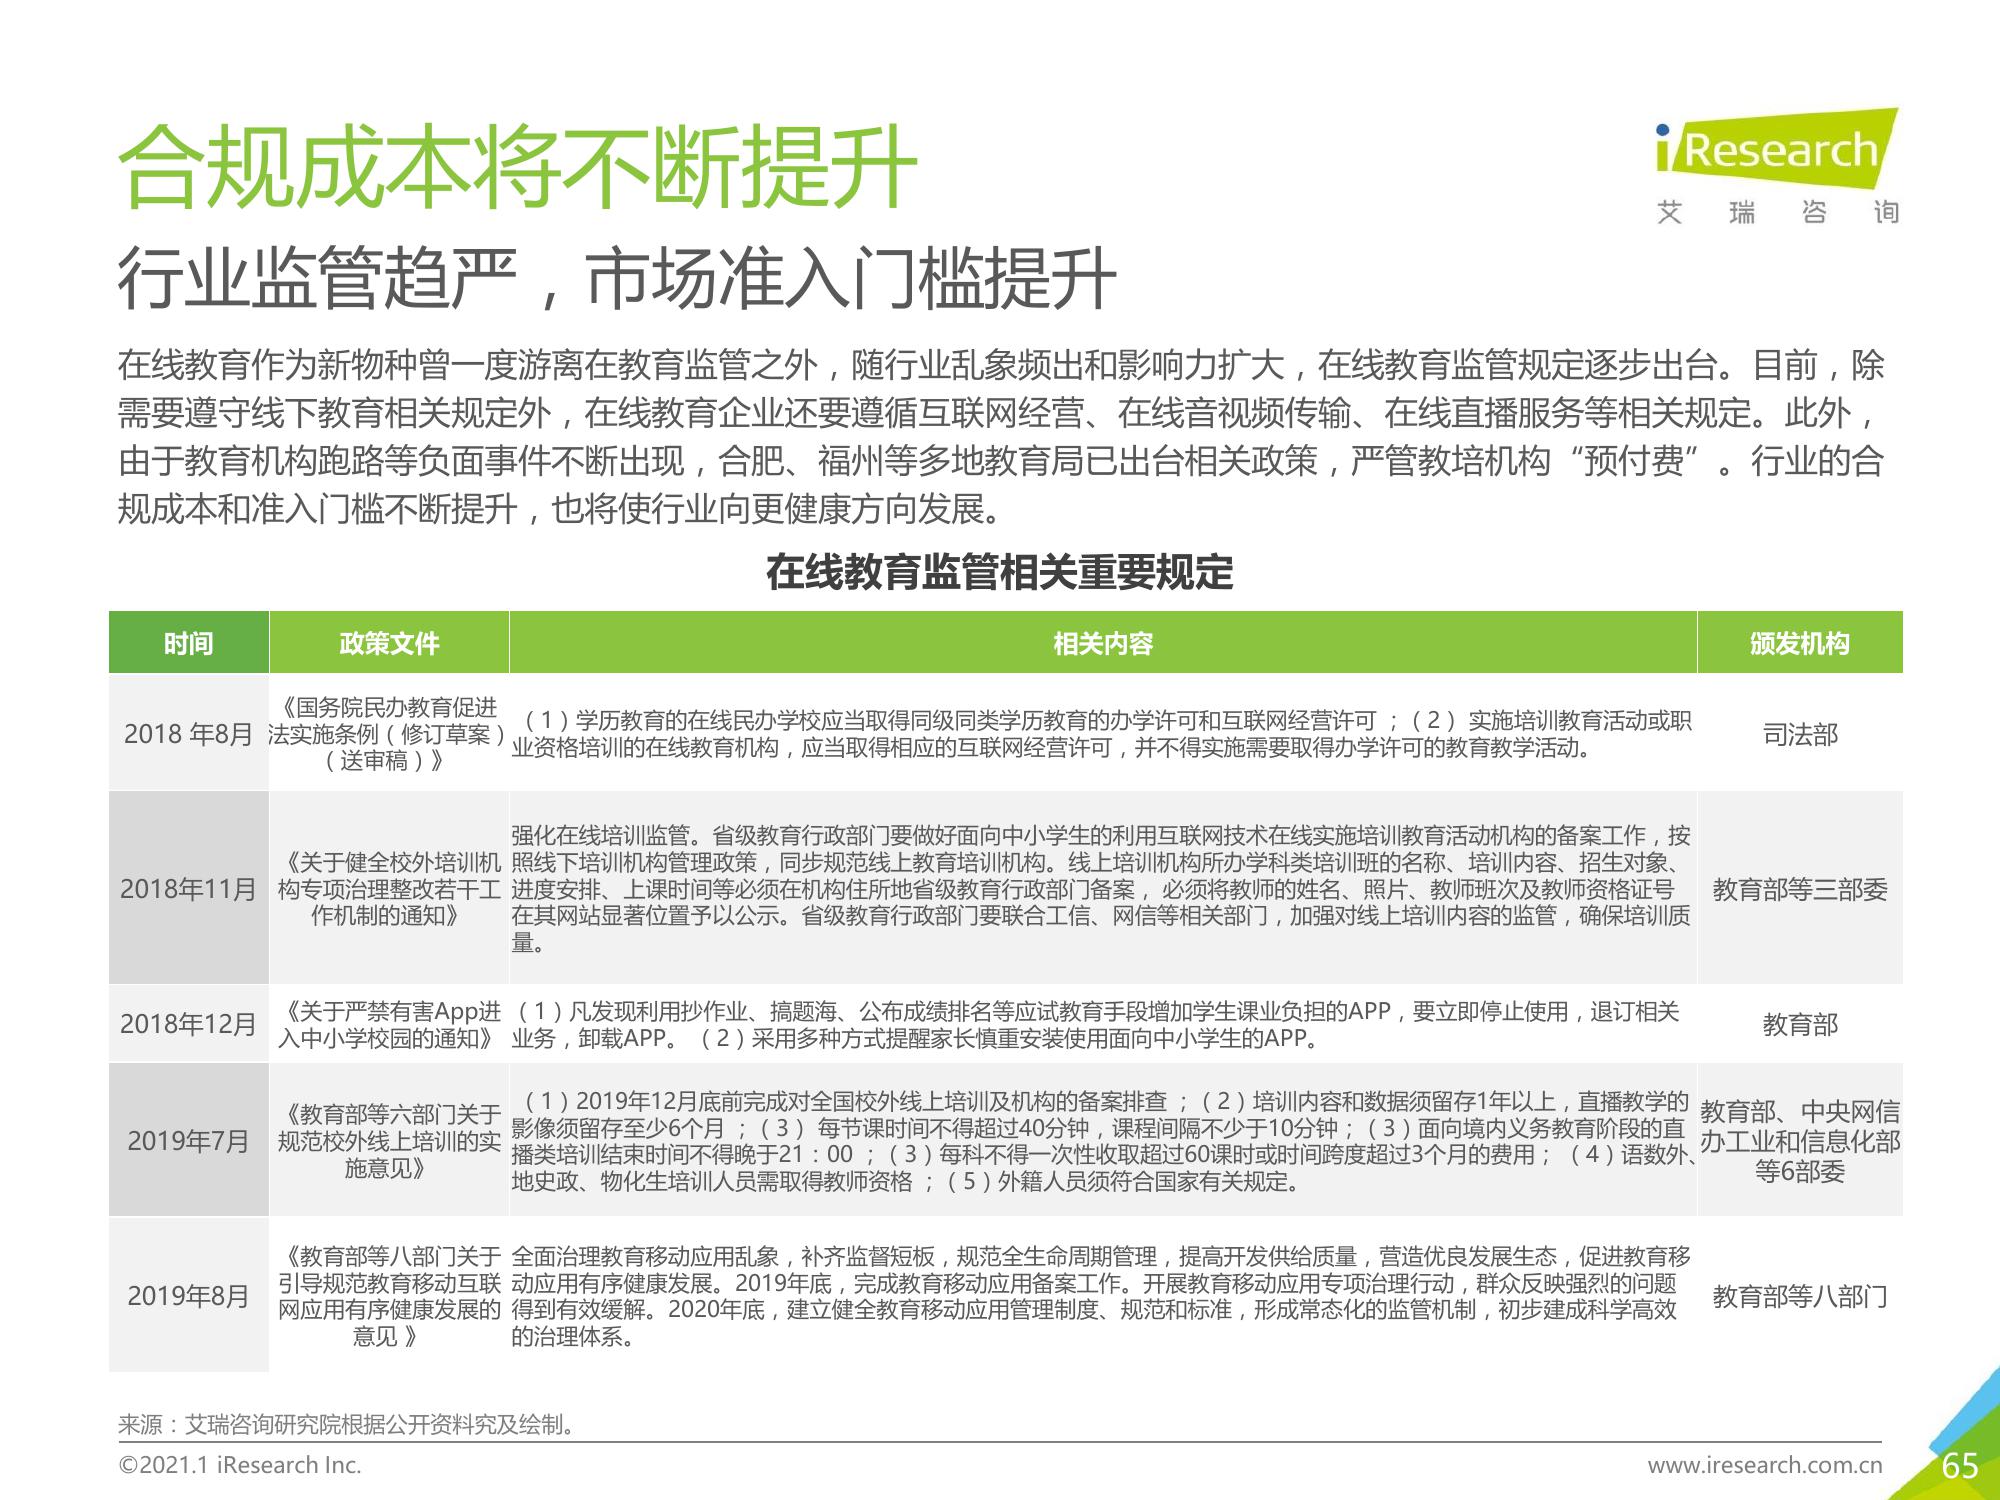 合规成本将不断提升
iResearch
艾瑞咨询
行业监管趋严，市场准入门槛提升
在线教育作为新物种曾一度游离在教育监管之外，随行业乱象频出和影响力扩大，在线教育监管规定逐步出台。目前，除
需要遵守线下教育相关规定外，在线教育企业还要遵循互联网经营、在线音视频传输、在线直播服务等相关规定。此外，
由于教育机构跑路等负面事件不断出现，合肥、福州等多地教育局已出台相关政策，严管教培机构“预付费”。行业的合
规成本和准入门槛不断提升，也将使行业向更健康方向发展。
在线教育监管相关重要规定
时间 政策文件 相关内容 颁发机构
2018 年8月
《国务院民办教育促进
法实施条例（修订草案）
（送审稿）》
（1）学历教育的在线民办学校应当取得同级同类学历教育的办学许可和互联网经营许可 ；（2） 实施培训教育活动或职
业资格培训的在线教育机构，应当取得相应的互联网经营许可，并不得实施需要取得办学许可的教育教学活动。
司法部
2018年11月
《关于健全校外培训机
构专项治理整改若干工
作机制的通知》
强化在线培训监管。省级教育行政部门要做好面向中小学生的利用互联网技术在线实施培训教育活动机构的备案工作，按
照线下培训机构管理政策，同步规范线上教育培训机构。线上培训机构所办学科类培训班的名称、培训内容、招生对象、
进度安排、上课时间等必须在机构住所地省级教育行政部门备案， 必须将教师的姓名、照片、教师班次及教师资格证号
在其网站显著位置予以公示。省级教育行政部门要联合工信、网信等相关部门，加强对线上培训内容的监管，确保培训质
量。
教育部等三部委
2018年12月
《关于严禁有害App进
入中小学校园的通知》
（1）凡发现利用抄作业、搞题海、公布成绩排名等应试教育手段增加学生课业负担的APP，要立即停止使用，退订相关
业务，卸载APP。（2）采用多种方式提醒家长慎重安装使用面向中小学生的APP。
教育部
2019年7月
《教育部等六部门关于
规范校外线上培训的实
施意见》
（1）2019年12月底前完成对全国校外线上培训及机构的备案排查 ；（2）培训内容和数据须留存1年以上，直播教学的
影像须留存至少6个月 ；（3） 每节课时间不得超过40分钟，课程间隔不少于10分钟；（3）面向境内义务教育阶段的直
播类培训结束时间不得晚于21：00 ；（3）每科不得一次性收取超过60课时或时间跨度超过3个月的费用； （4）语数外、
地史政、物化生培训人员需取得教师资格 ；（5）外籍人员须符合国家有关规定。
教育部、中央网信
办工业和信息化部
等6部委
2019年8月
《教育部等八部门关于
引导规范教育移动互联
网应用有序健康发展的
意见 》
全面治理教育移动应用乱象，补齐监督短板，规范全生命周期管理，提高开发供给质量，营造优良发展生态，促进教育移
动应用有序健康发展。2019年底，完成教育移动应用备案工作。开展教育移动应用专项治理行动，群众反映强烈的问题
得到有效缓解。2020年底，建立健全教育移动应用管理制度、规范和标准，形成常态化的监管机制，初步建成科学高效
的治理体系。
教育部等八部门
来源：艾瑞咨询研究院根据公开资料究及绘制。
©2021.1 iResearch Inc.
www.iresearch.com.cn
65